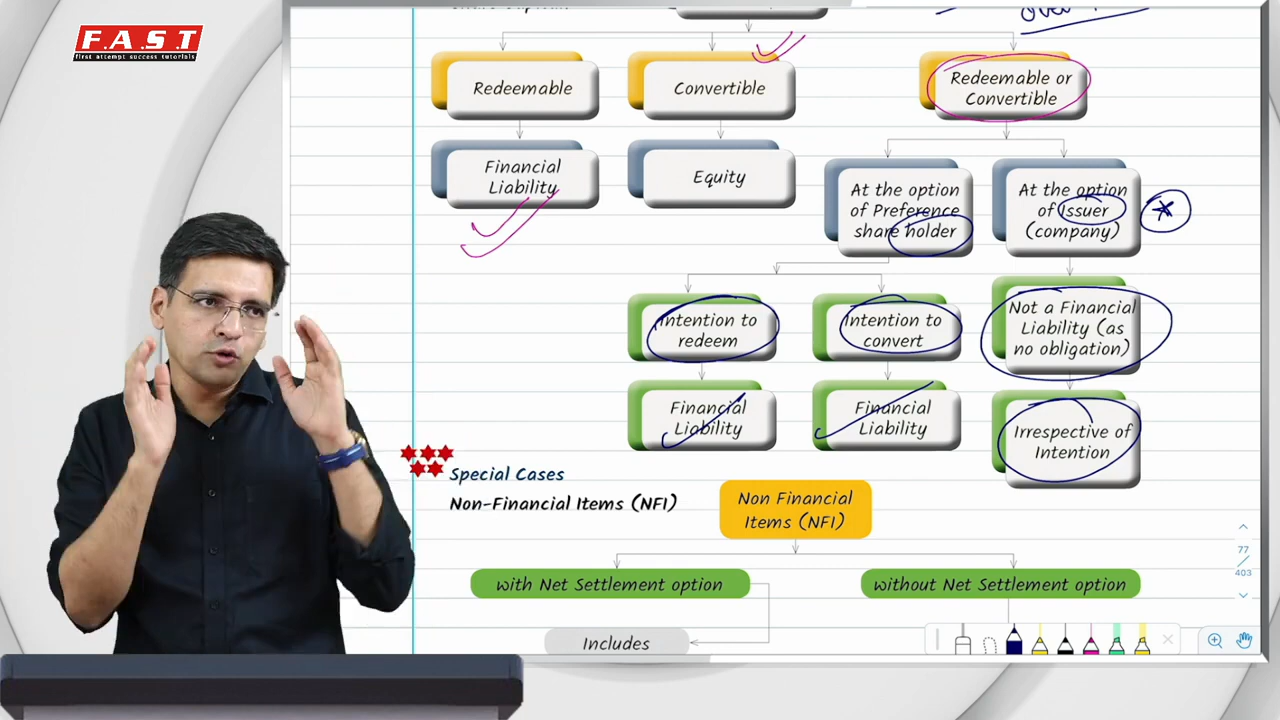 F.A.S.T
first attempt success tutorials
over
Redeemable
Convertible
Redeemable or
Convertible
Financial
Liability
Equity
At the option
of Preference
share holder
At the option
of Issuer
(company)
Intention to
redeem
Intention to
convert
Not a Financial
Liability (as
no obligation)
Financial
Liability
Financial
Liability
Irrespective of
Intention
Special Cases
Non-Financial Items (NFI)
Non Financial
Items (NFI)
with Net Settlement option
without Net Settlement option
Includes
77
403